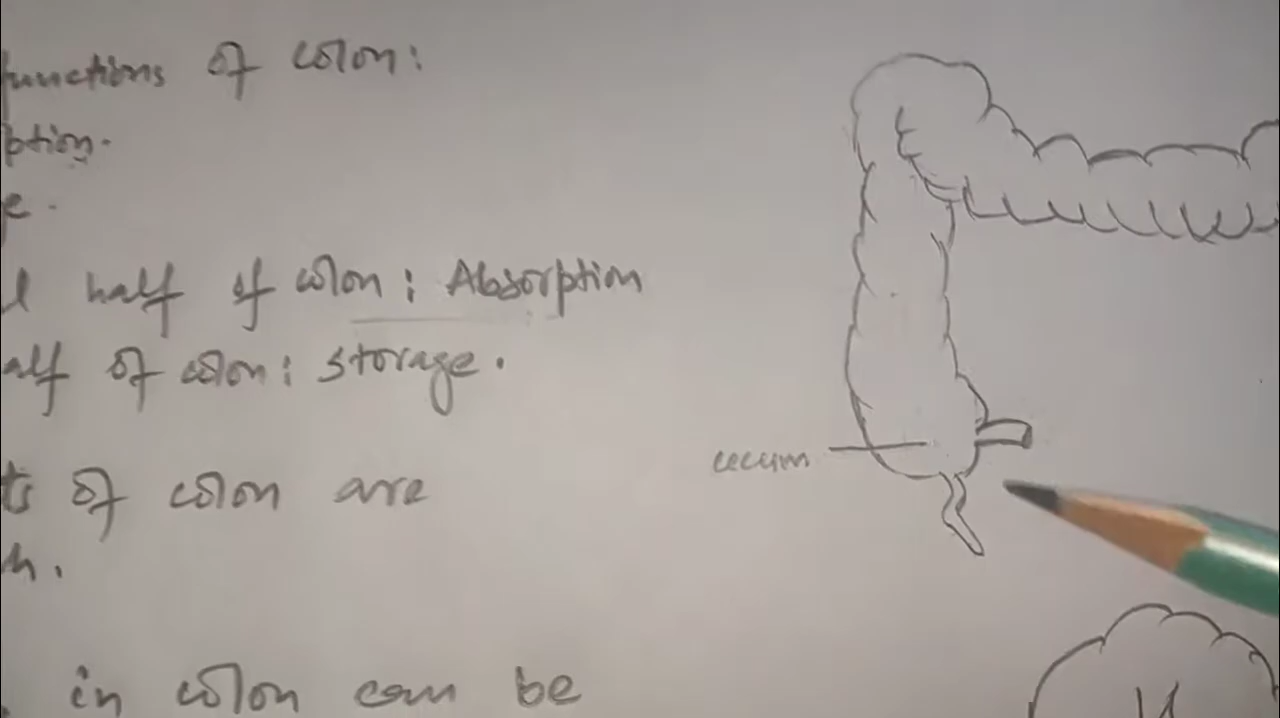 functions of colon:
ption.
e.
l half of colon: Absorption
alf of colon: storage.
cecum
ts of colon are
h.
. in colon can be